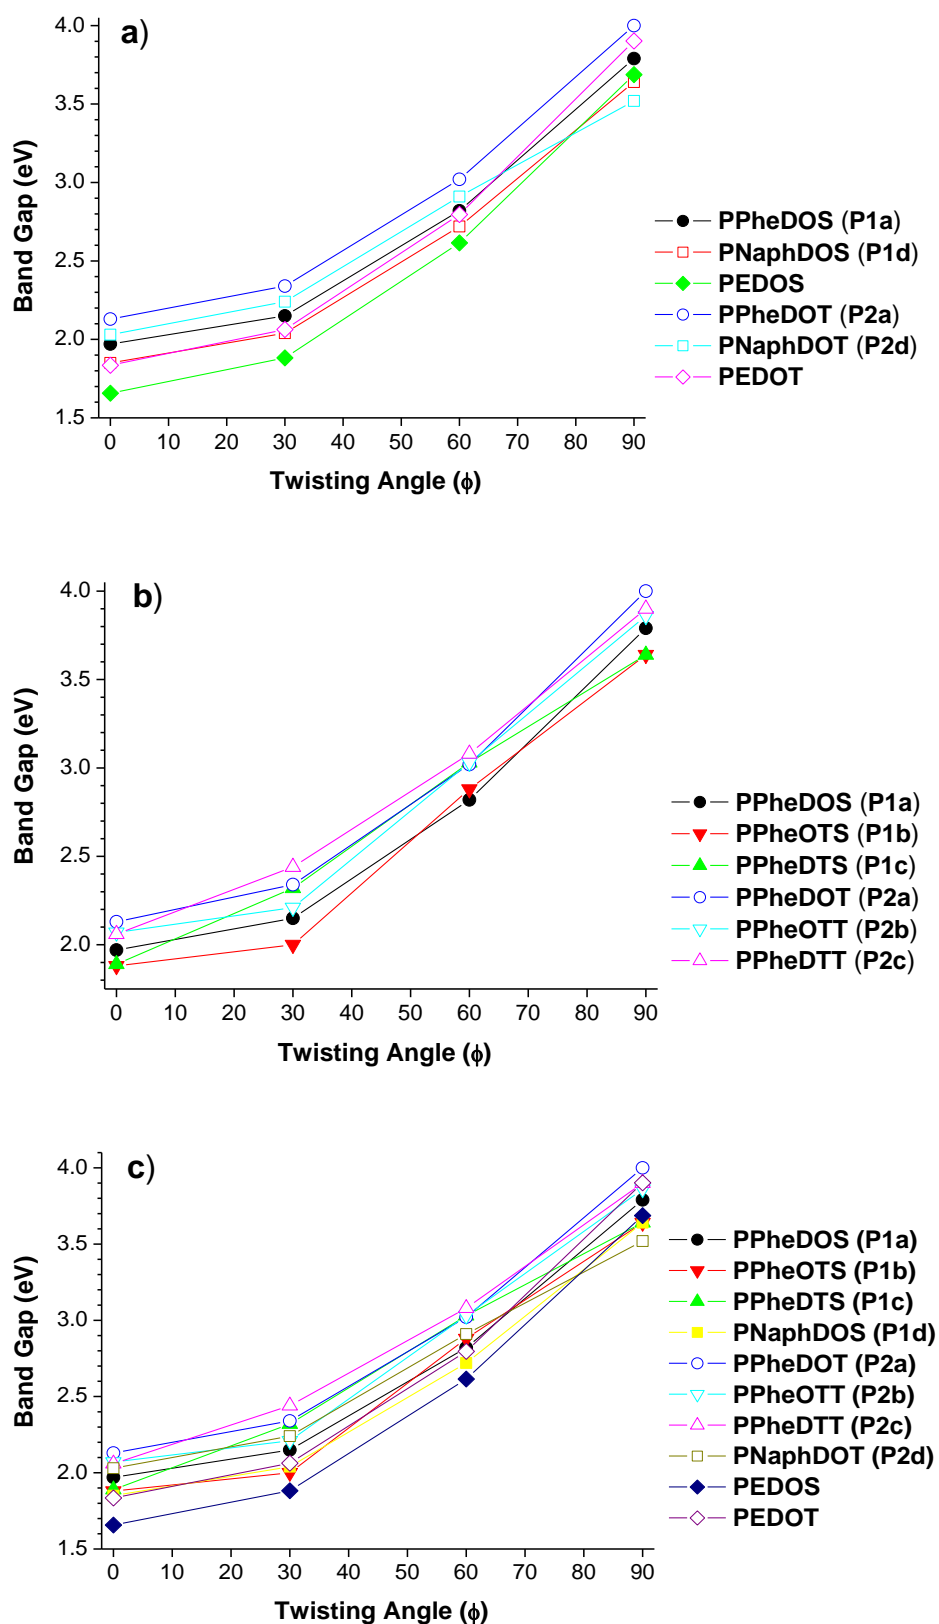 a)
4.0
3.5
3.0
2.5
2.0
1.5
Band Gap (eV)
0 10 20 30 40 50 60 70 80 90
Twisting Angle (ϕ)
PPheDOS (P1a)
PNaphDOS (P1d)
PEDOS
PPheDOT (P2a)
PNaphDOT (P2d)
PEDOT
b)
4.0
3.5
3.0
2.5
2.0
Band Gap (eV)
0 10 20 30 40 50 60 70 80 90
Twisting Angle (ϕ)
PPheDOS (P1a)
PPheOTS (P1b)
PPheDTS (P1c)
PPheDOT (P2a)
PPheOTT (P2b)
PPheDTT (P2c)
c)
4.0
3.5
3.0
2.5
2.0
1.5
Band Gap (eV)
0 10 20 30 40 50 60 70 80 90
Twisting Angle (ϕ)
PPheDOS (P1a)
PPheOTS (P1b)
PPheDTS (P1c)
PNaphDOS (P1d)
PPheDOT (P2a)
PPheOTT (P2b)
PPheDTT (P2c)
PNaphDOT (P2d)
PEDOS
PEDOT